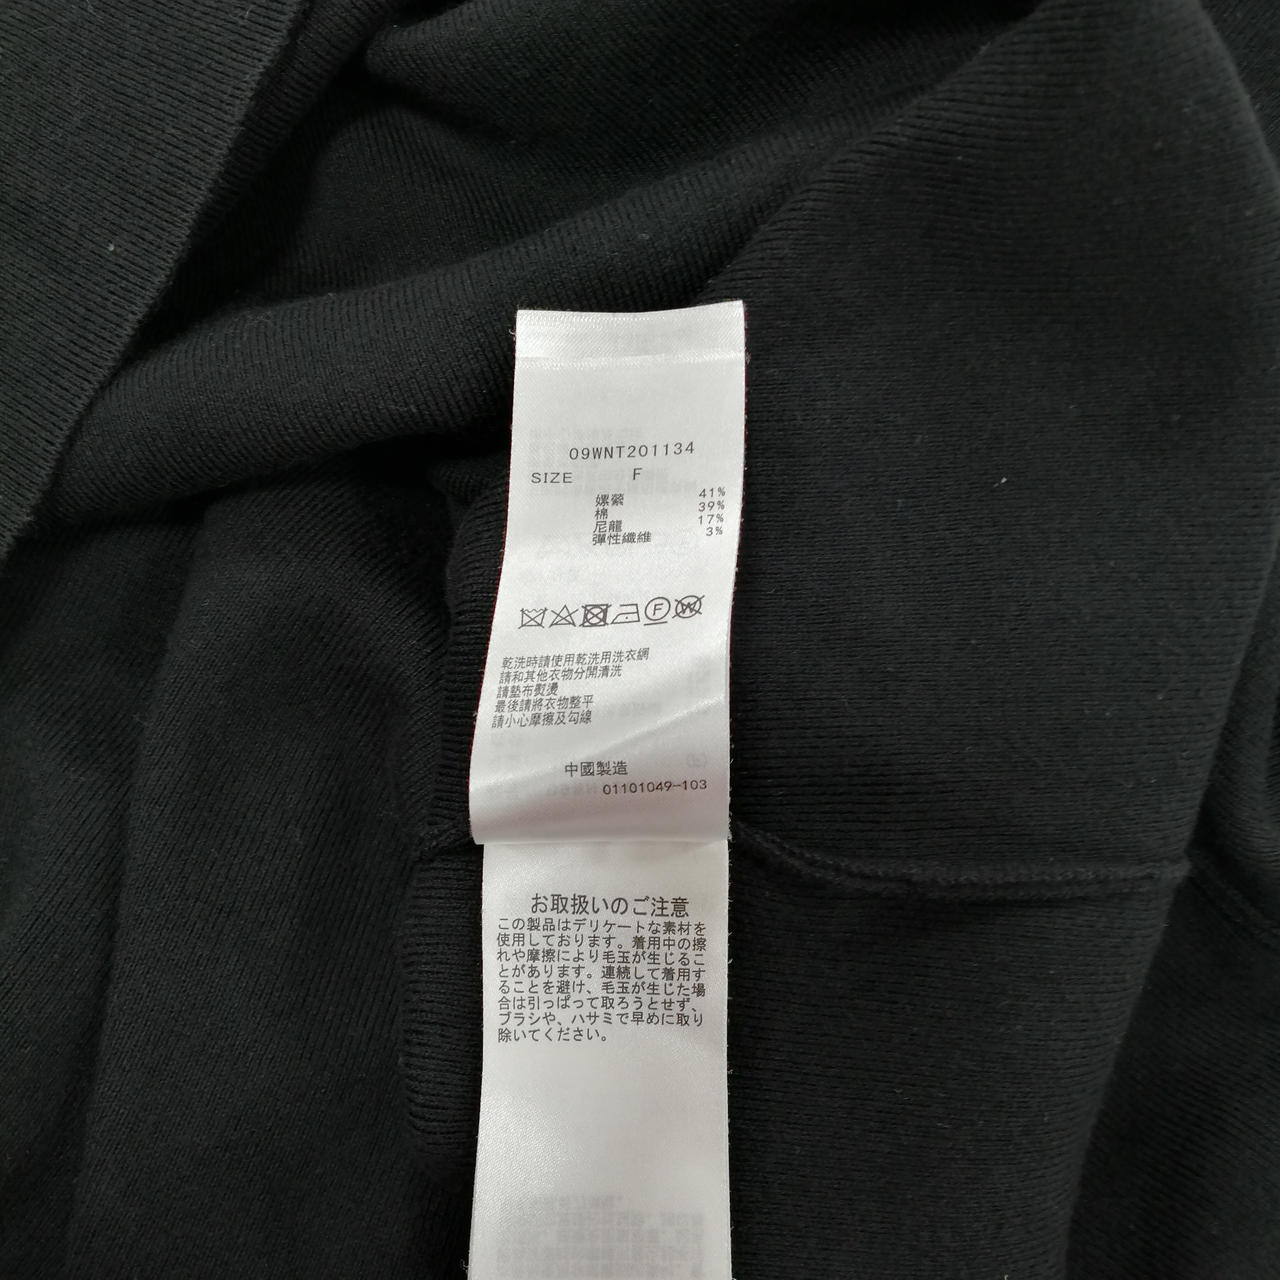 09WNT201134
SIZE F
嫘縈 41%
棉 39%
尼龍 17%
彈性纖維 3%
F
W
乾洗時請使用乾洗用洗衣網
請和其他衣物分開清洗
請墊布熨燙
最後請將衣物整平
請小心摩擦及勾線
中國製造
01101049-103
お取扱いのご注意
この製品はデリケートな素材を
使用しております。着用中の擦
れや摩擦により毛玉が生じるこ
とがあります。連続して着用す
ることを避け、毛玉が生じた場
合は引っぱって取ろうとせず、
ブラシや、ハサミで早めに取り
除いてください。